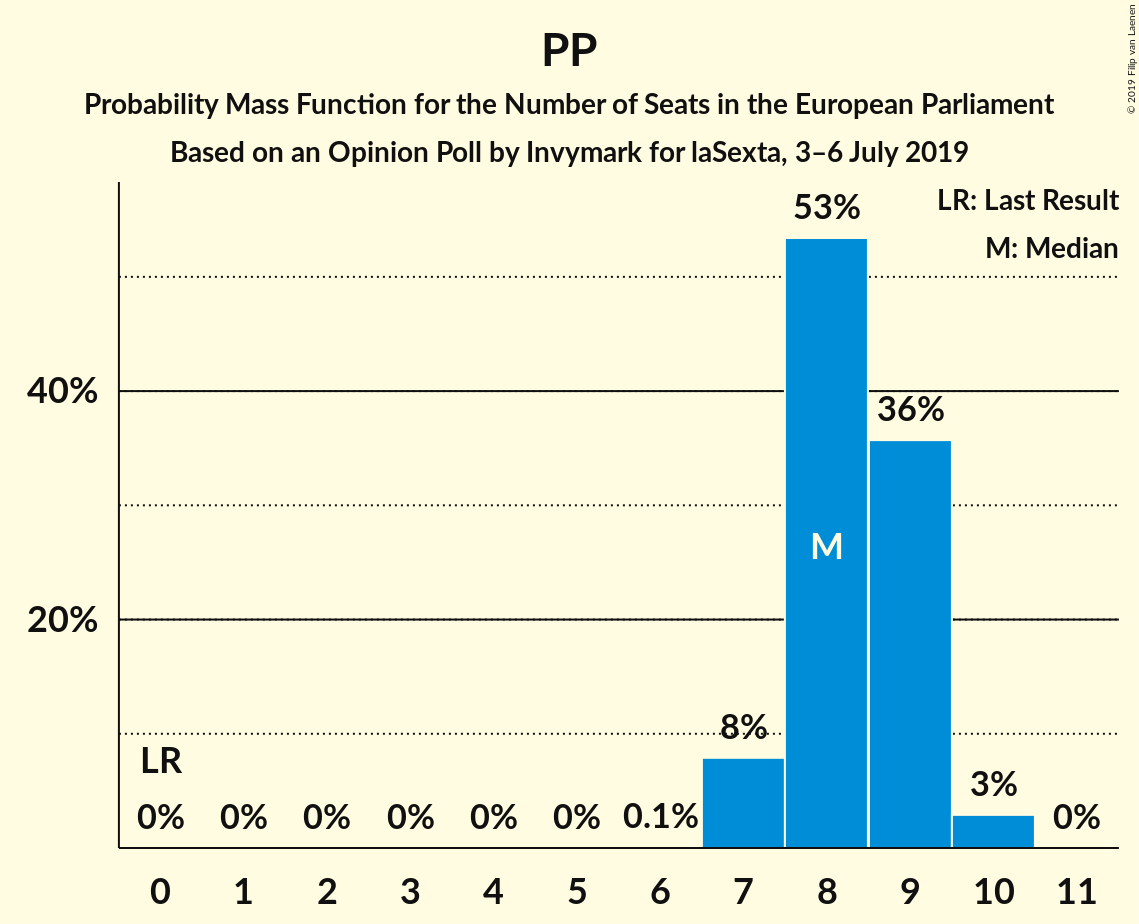 PP
Probability Mass Function for the Number of Seats in the European Parliament
Based on an Opinion Poll by Invymark for laSexta, 3–6 July 2019
© 2019 Filip van Laenen
LR: Last Result
M: Median
53%
40%
36%
M
20%
8%
LR
3%
0% 0% 0% 0% 0% 0% 0.1% 0%
0 1 2 3 4 5 6 7 8 9 10 11